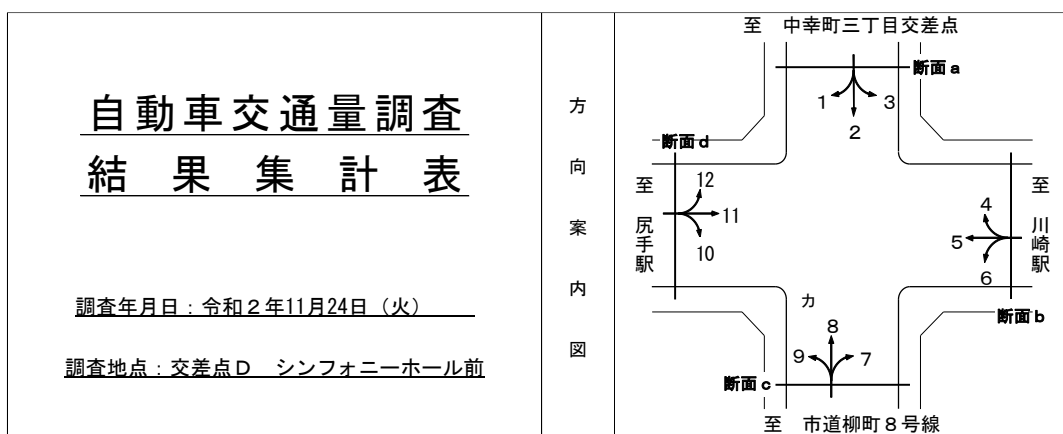 自動車交通量調査
結果集計表
調査年月日：令和２年11月24日（火）
調査地点：交差点Ｄ　シンフォニーホール前
方向案内図
至　中幸町三丁目交差点
断面ａ
1
2
3
断面ｄ
至　尻手駅
12
11
10
至　川崎駅
4
5
6
断面ｂ
カ
8
9
7
断面ｃ
至　市道柳町８号線